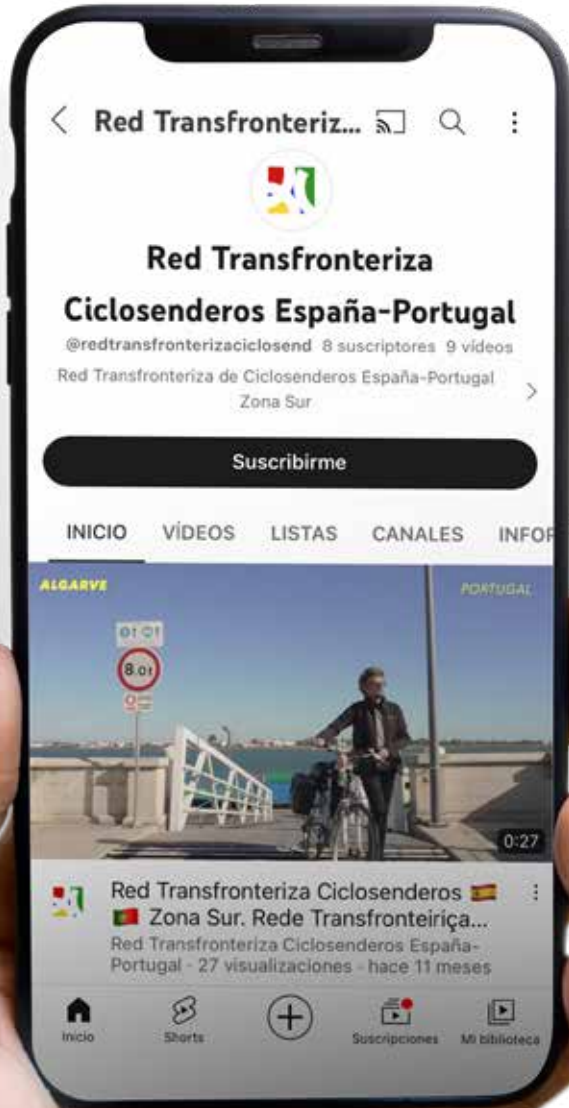 Red Transfronteriz...
Red Transfronteriza
Ciclosenderos España-Portugal
@redtransfronterizaciclosend 8 suscriptores 9 vídeos
Red Transfronteriza de Ciclosenderos España-Portugal
Zona Sur
Suscribirme
INICIO VÍDEOS LISTAS CANALES INFOR
ALGARVE PORTUGAL
8.0t
0:27
Red Transfronteriza Ciclosenderos
Zona Sur. Rede Transfronteiriça...
Red Transfronteriza Ciclosenderos España-
Portugal - 27 visualizaciones - hace 11 meses
Inicio Shorts Suscripciones Mi biblioteca